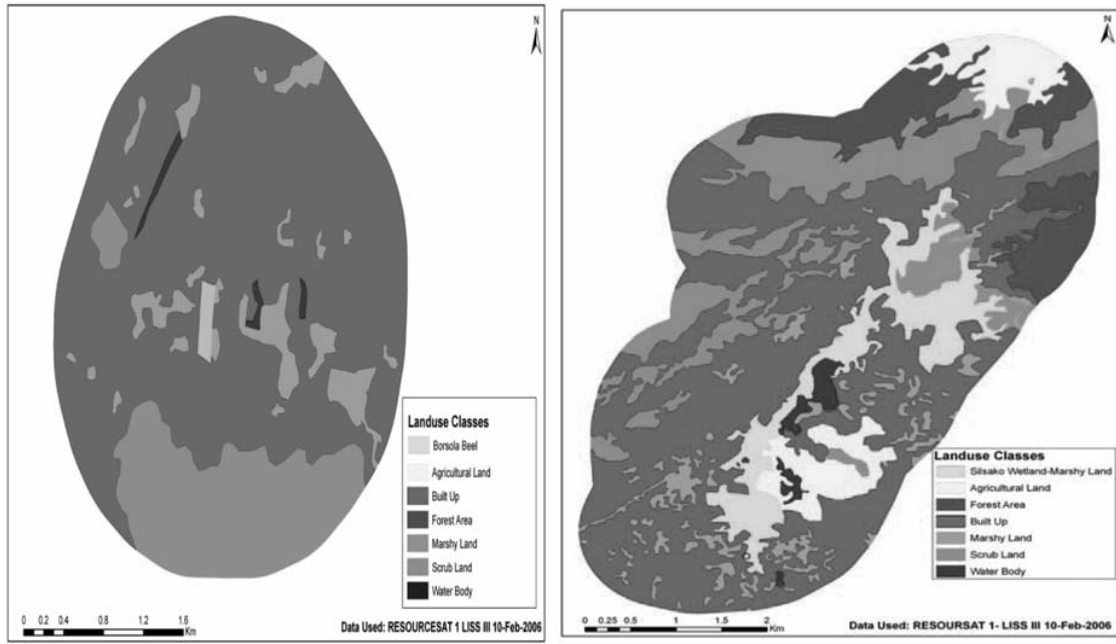 N
Landuse Classes
Borsola Beel
Agricultural Land
Built Up
Forest Area
Marshy Land
Scrub Land
Water Body
0 0.2 0.4 0.8 1.2 1.6
Km
Data Used: RESOURCESAT 1 LISS III 10-Feb-2006
N
Landuse Classes
Silsako Wetland-Marshy Land
Agricultural Land
Forest Area
Built Up
Marshy Land
Scrub Land
Water Body
0 0.25 0.5 1 1.5 2
Km
Data Used: RESOURSAT 1- LISS III 10-Feb-2006